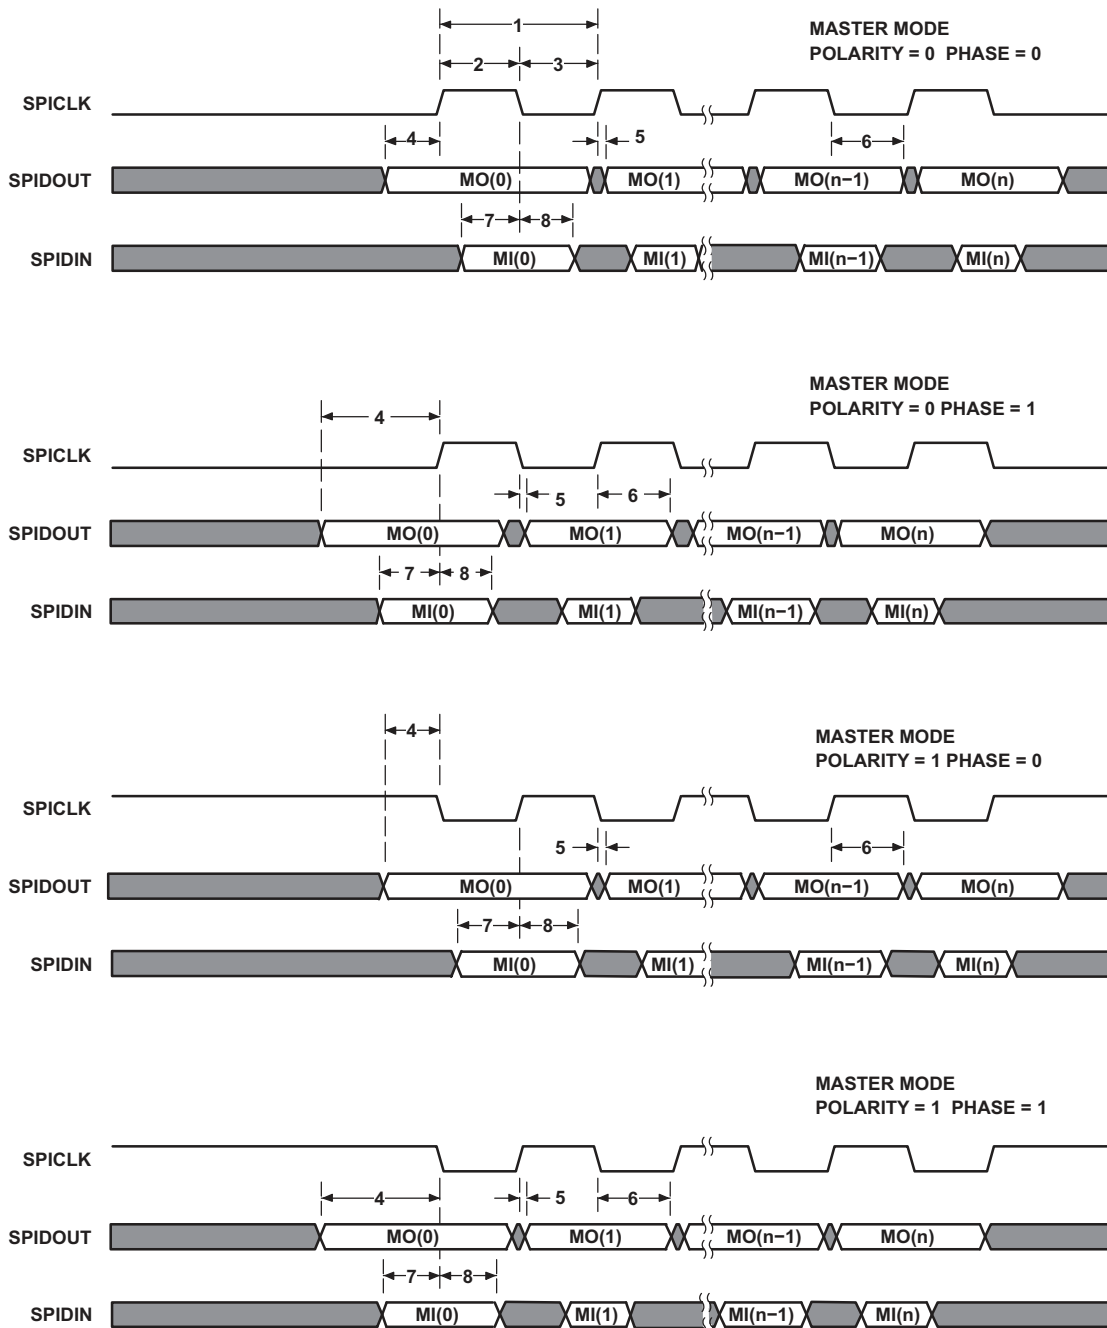 1
MASTER MODE
POLARITY = 0 PHASE = 0
2 3
SPICLK
4 5 6
SPIDOUT MO(0) MO(1) MO(n−1) MO(n)
7 8
SPIDIN MI(0) MI(1) MI(n−1) MI(n)
MASTER MODE
POLARITY = 0 PHASE = 1
4
SPICLK
5 6
SPIDOUT MO(0) MO(1) MO(n−1) MO(n)
7 8
SPIDIN MI(0) MI(1) MI(n−1) MI(n)
4
MASTER MODE
POLARITY = 1 PHASE = 0
SPICLK
5 6
SPIDOUT MO(0) MO(1) MO(n−1) MO(n)
7 8
SPIDIN MI(0) MI(1) MI(n−1) MI(n)
MASTER MODE
POLARITY = 1 PHASE = 1
SPICLK
4 5 6
SPIDOUT MO(0) MO(1) MO(n−1) MO(n)
7 8
SPIDIN MI(0) MI(1) MI(n−1) MI(n)